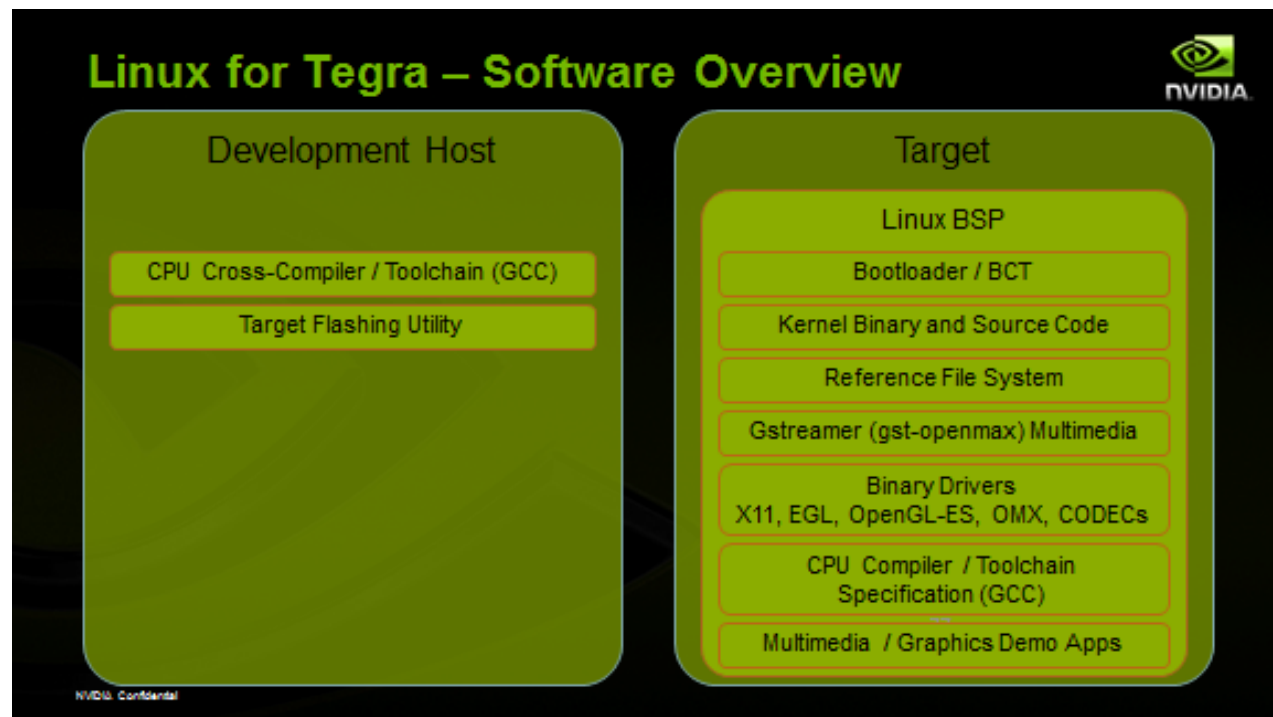 Linux for Tegra – Software Overview
NVIDIA.
Development Host
CPU Cross-Compiler / Toolchain (GCC)
Target Flashing Utility
Target
Linux BSP
Bootloader / BCT
Kernel Binary and Source Code
Reference File System
Gstreamer (gst-openmax) Multimedia
Binary Drivers
X11, EGL, OpenGL-ES, OMX, CODECs
CPU Compiler / Toolchain
Specification (GCC)
Multimedia / Graphics Demo Apps
NVIDIA Confidential